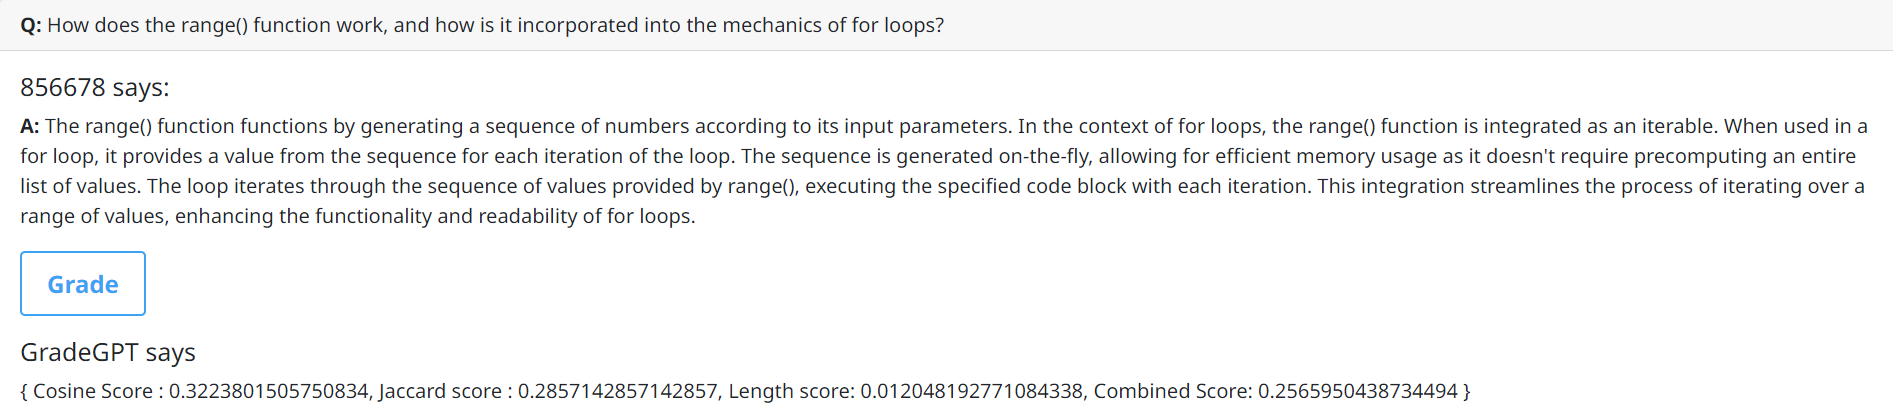 Q: How does the range() function work, and how is it incorporated into the mechanics of for loops?
856678 says:
A: The range() function functions by generating a sequence of numbers according to its input parameters. In the context of for loops, the range() function is integrated as an iterable. When used in a
for loop, it provides a value from the sequence for each iteration of the loop. The sequence is generated on-the-fly, allowing for efficient memory usage as it doesn't require precomputing an entire
list of values. The loop iterates through the sequence of values provided by range(), executing the specified code block with each iteration. This integration streamlines the process of iterating over a
range of values, enhancing the functionality and readability of for loops.
Grade
GradeGPT says
{ Cosine Score : 0.3223801505750834, Jaccard score : 0.2857142857142857, Length score: 0.012048192771084338, Combined Score: 0.2565950438734494 }